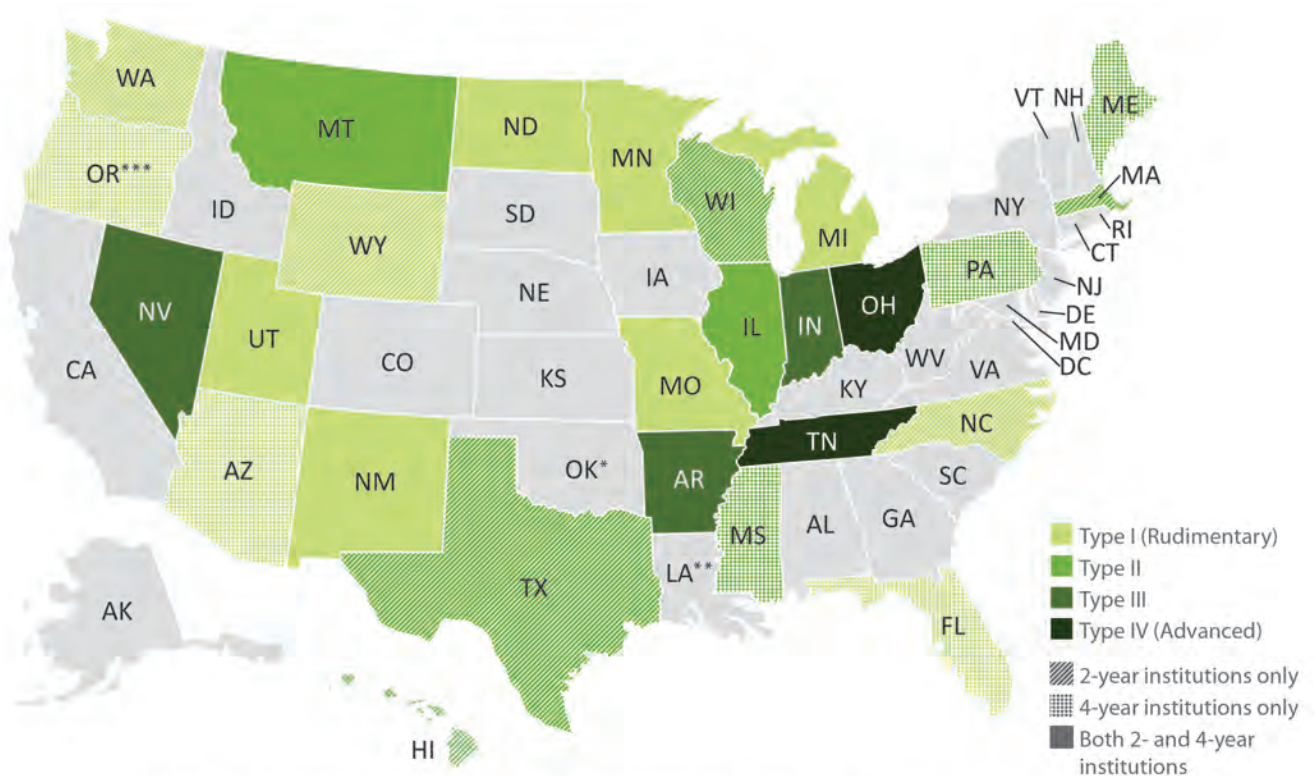 WA
OR***
ID
MT
WY
ND
SD
NE
MN
IA
WI
MI
VT
NH
ME
MA
RI
CT
NY
PA
NJ
DE
MD
DC
NV
UT
CA
CO
KS
MO
IL
IN
OH
WV
VA
KY
AZ
NM
OK*
AR
TN
NC
SC
GA
AL
MS
LA**
TX
FL
AK
HI
Type I (Rudimentary)
Type II
Type III
Type IV (Advanced)
2-year institutions only
4-year institutions only
Both 2- and 4-year
institutions